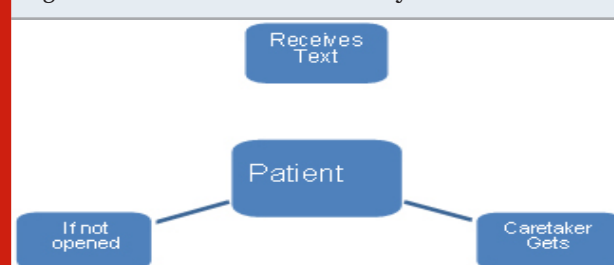 Receives
Text
Patient
If not
opened
Caretaker
Gets